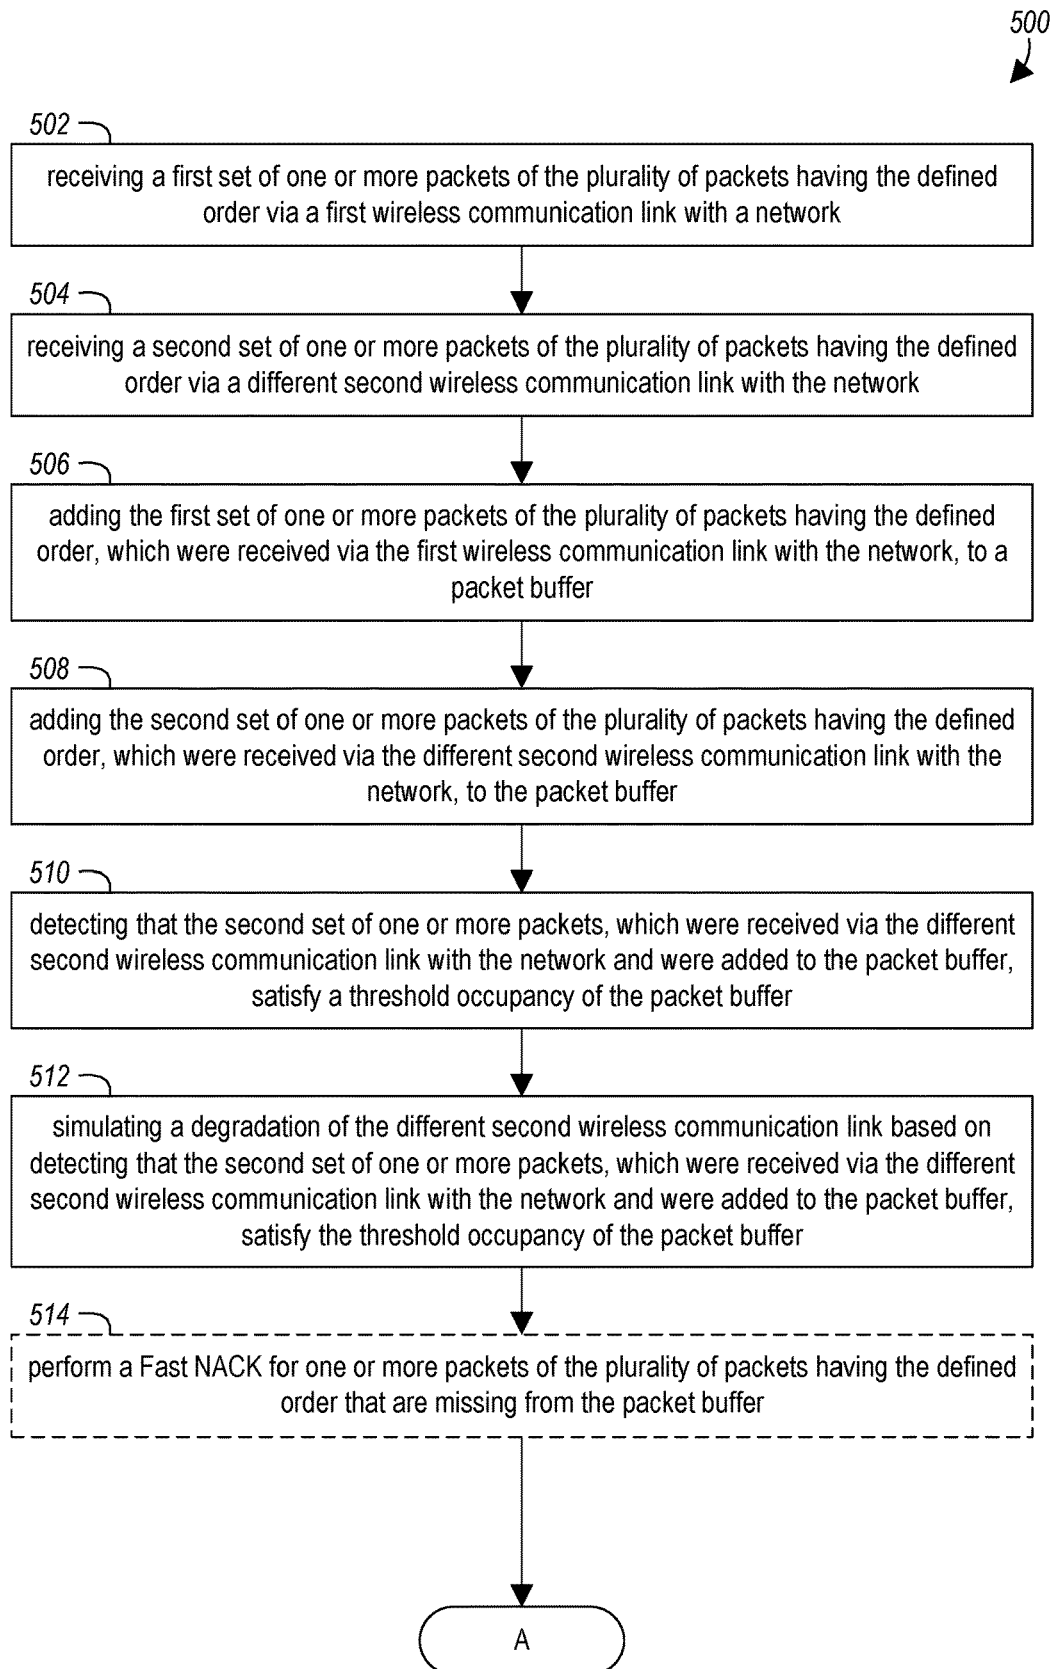 500
502
receiving a first set of one or more packets of the plurality of packets having the defined
order via a first wireless communication link with a network
504
receiving a second set of one or more packets of the plurality of packets having the defined
order via a different second wireless communication link with the network
506
adding the first set of one or more packets of the plurality of packets having the defined
order, which were received via the first wireless communication link with the network, to a
packet buffer
508
adding the second set of one or more packets of the plurality of packets having the defined
order, which were received via the different second wireless communication link with the
network, to the packet buffer
510
detecting that the second set of one or more packets, which were received via the different
second wireless communication link with the network and were added to the packet buffer,
satisfy a threshold occupancy of the packet buffer
512
simulating a degradation of the different second wireless communication link based on
detecting that the second set of one or more packets, which were received via the different
second wireless communication link with the network and were added to the packet buffer,
satisfy the threshold occupancy of the packet buffer
514
perform a Fast NACK for one or more packets of the plurality of packets having the defined
order that are missing from the packet buffer
A